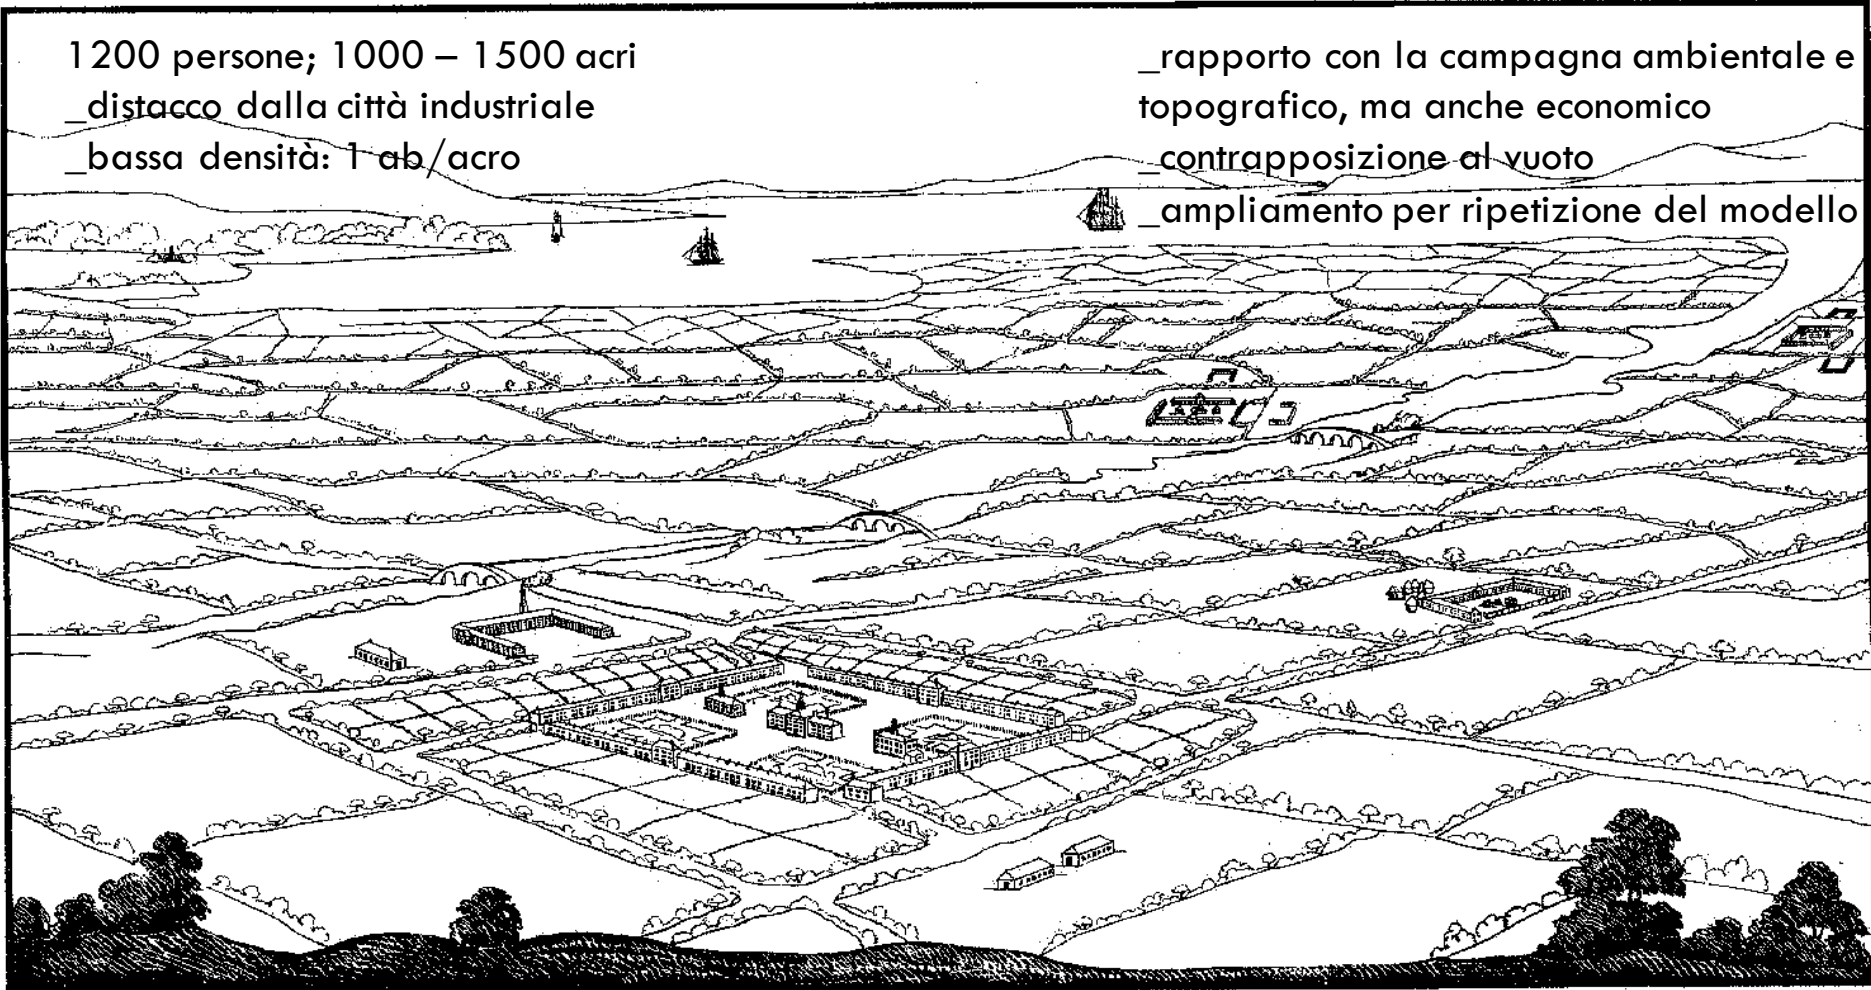 1200 persone; 1000 – 1500 acri
_distacco dalla città industriale
_bassa densità: 1 ab/acro
_rapporto con la campagna ambientale e
topografico, ma anche economico
_contrapposizione al vuoto
_ampliamento per ripetizione del modello